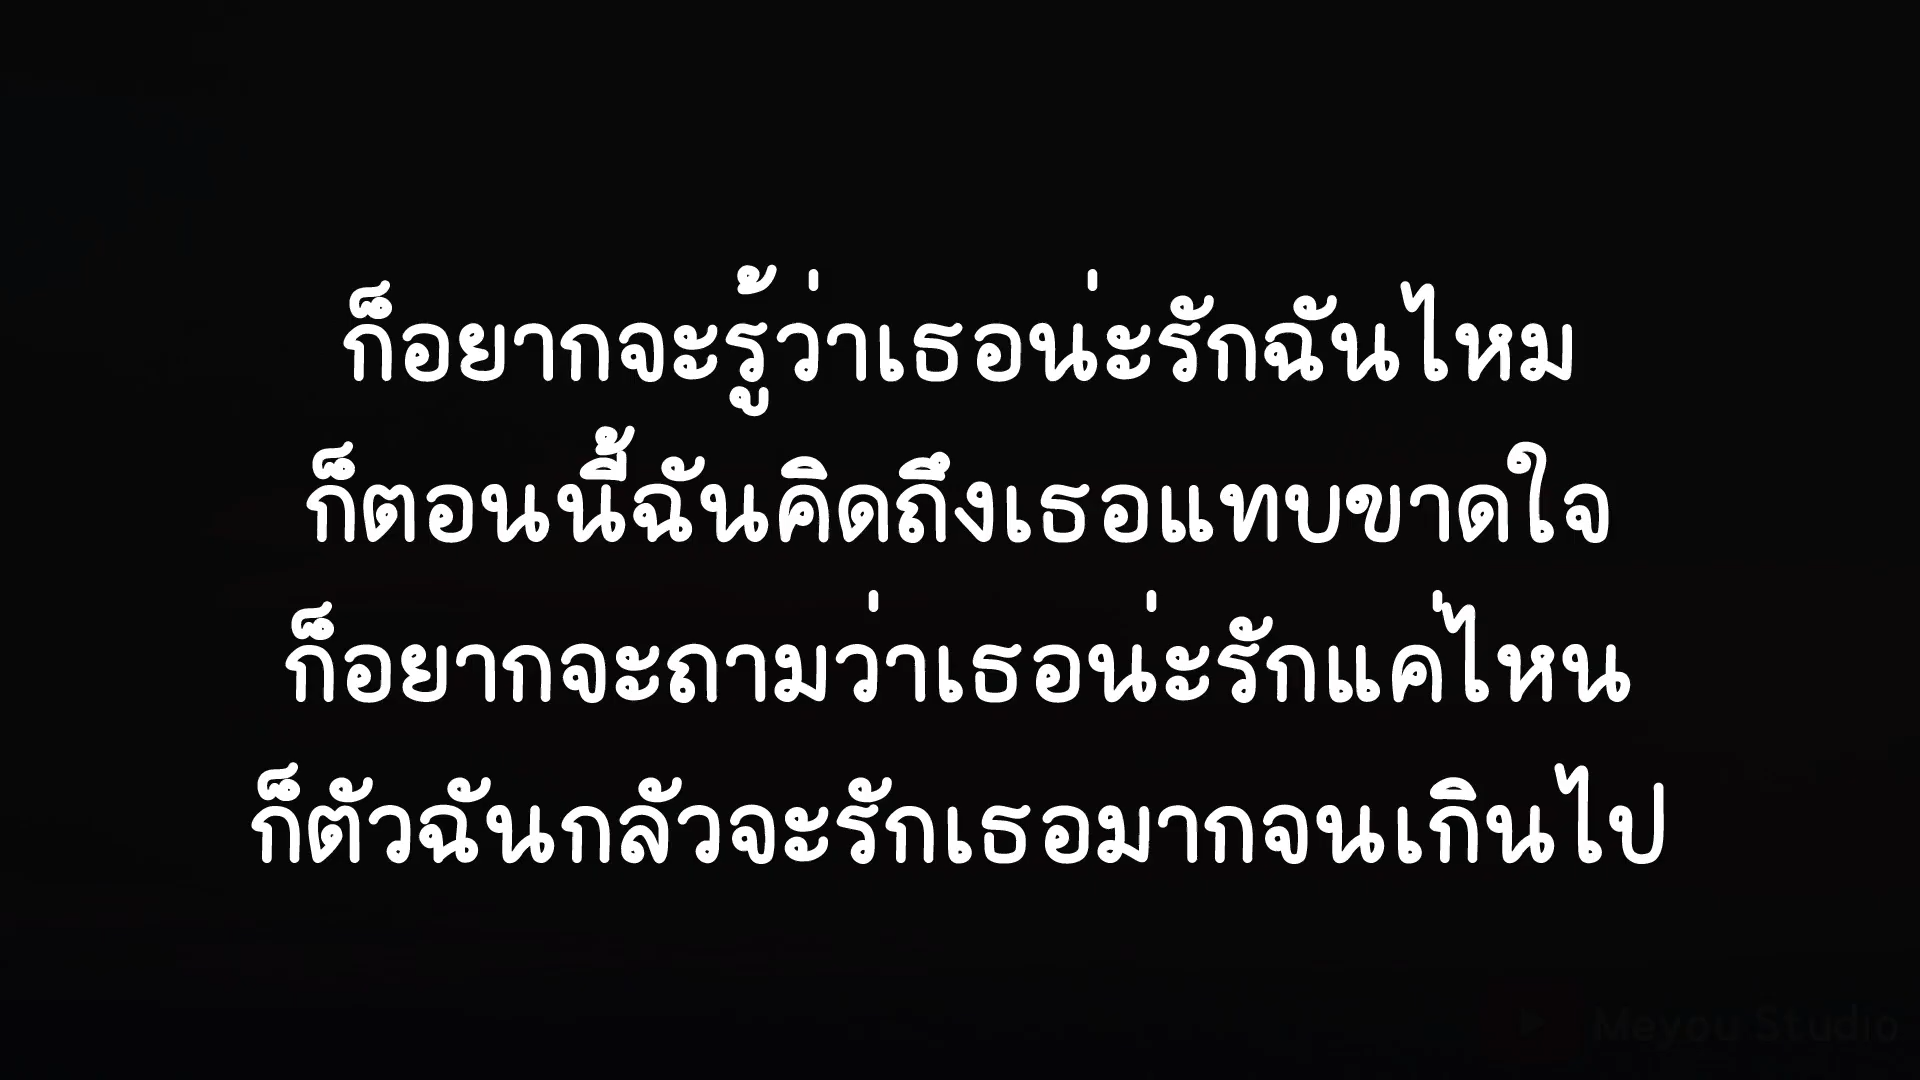 ก็อยากจะรู้ว่าเธอน่ะรักฉันไหม
ก็ตอนนี้ฉันคิดถึงเธอแทบขาดใจ
ก็อยากจะถามว่าเธอน่ะรักแค่ไหน
ก็ตัวฉันกลัวจะรักเธอมากจนเกินไป
Meyou Studio